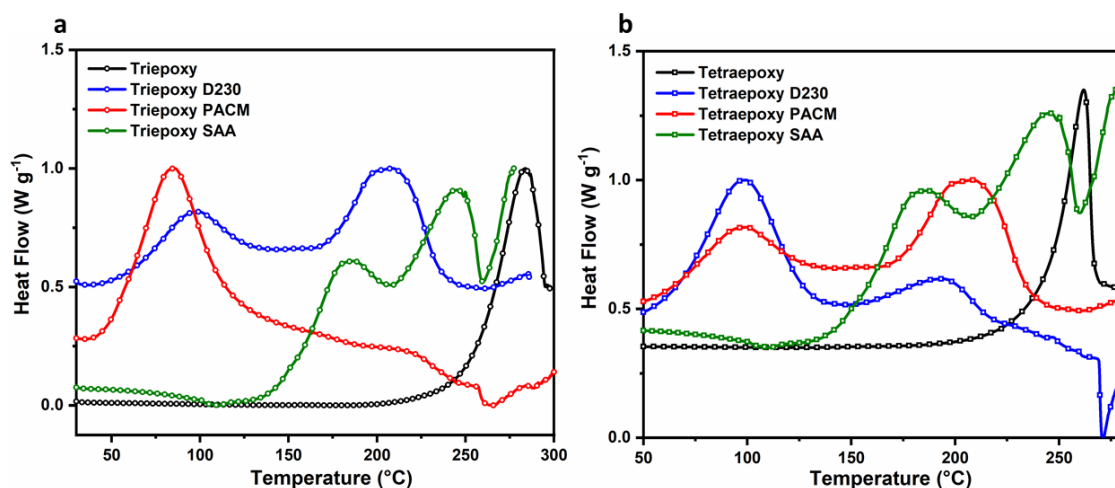 a
1.5
1.0
0.5
0.0
Heat Flow (W g⁻¹)
Triepoxy
Triepoxy D230
Triepoxy PACM
Triepoxy SAA
50 100 150 200 250 300
Temperature (°C)
b
1.5
1.0
0.5
0.0
Heat Flow (W g⁻¹)
Tetraepoxy
Tetraepoxy D230
Tetraepoxy PACM
Tetraepoxy SAA
50 100 150 200 250
Temperature (°C)